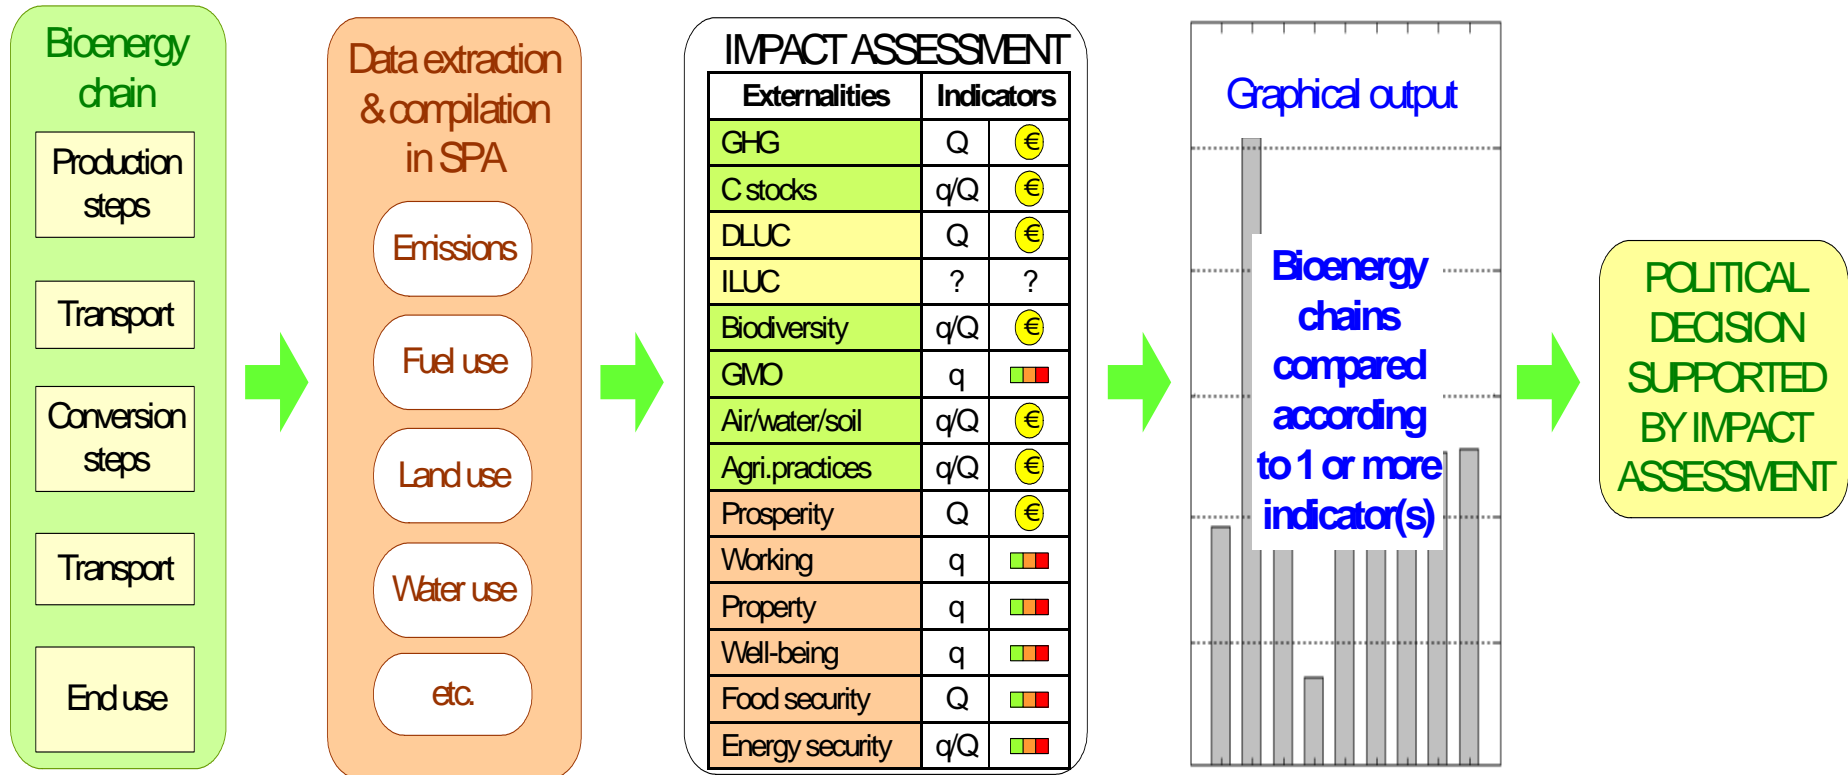 Bioenergy
chain
Production
steps
Transport
Conversion
steps
Transport
End use
Data extraction
& compilation
in SPA
Emissions
Fuel use
Land use
Water use
etc.
IMPACT ASSESSMENT
Externalities Indicators
GHG Q €
C stocks q/Q €
DLUC Q €
ILUC ? ?
Biodiversity q/Q €
GMO q
Air/water/soil q/Q €
Agri.practices q/Q €
Prosperity Q €
Working q
Property q
Well-being q
Food security Q
Energy security q/Q
Graphical output
Bioenergy
chains
compared
according
to 1 or more
indicator(s)
POLITICAL
DECISION
SUPPORTED
BY IMPACT
ASSESSMENT